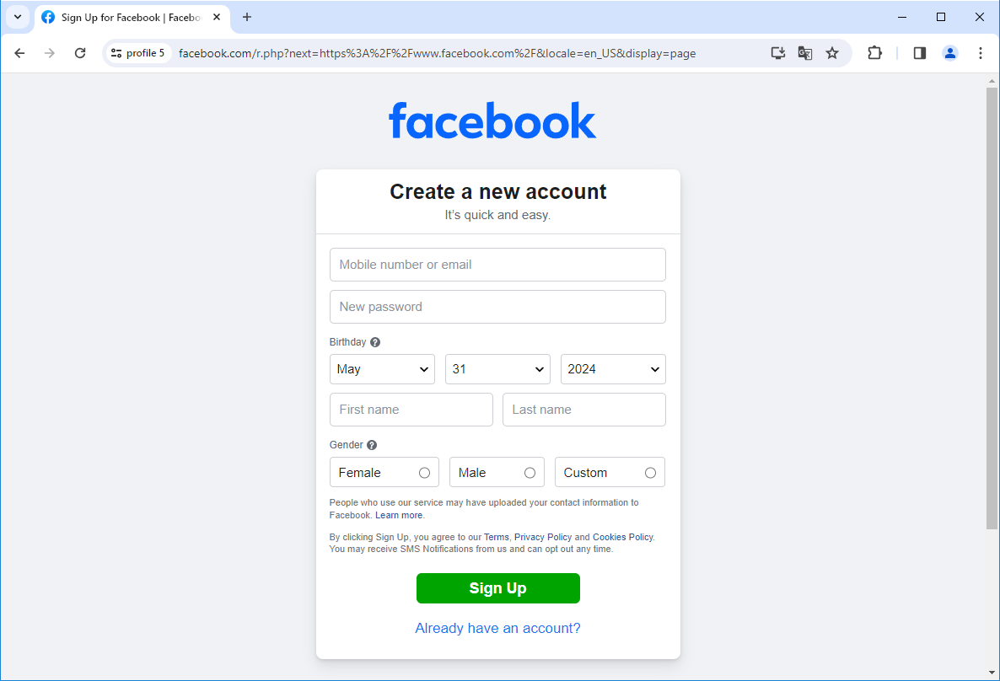 Sign Up for Facebook | Facebo
profile 5
facebook.com/r.php?next=https%3A%2F%2Fwww.facebook.com%2F&locale=en_US&display=page
facebook
Create a new account
It's quick and easy.
Mobile number or email
New password
Birthday
May 31 2024
First name Last name
Gender
Female Male Custom
People who use our service may have uploaded your contact information to
Facebook. Learn more.
By clicking Sign Up, you agree to our Terms, Privacy Policy and Cookies Policy.
You may receive SMS Notifications from us and can opt out any time.
Sign Up
Already have an account?